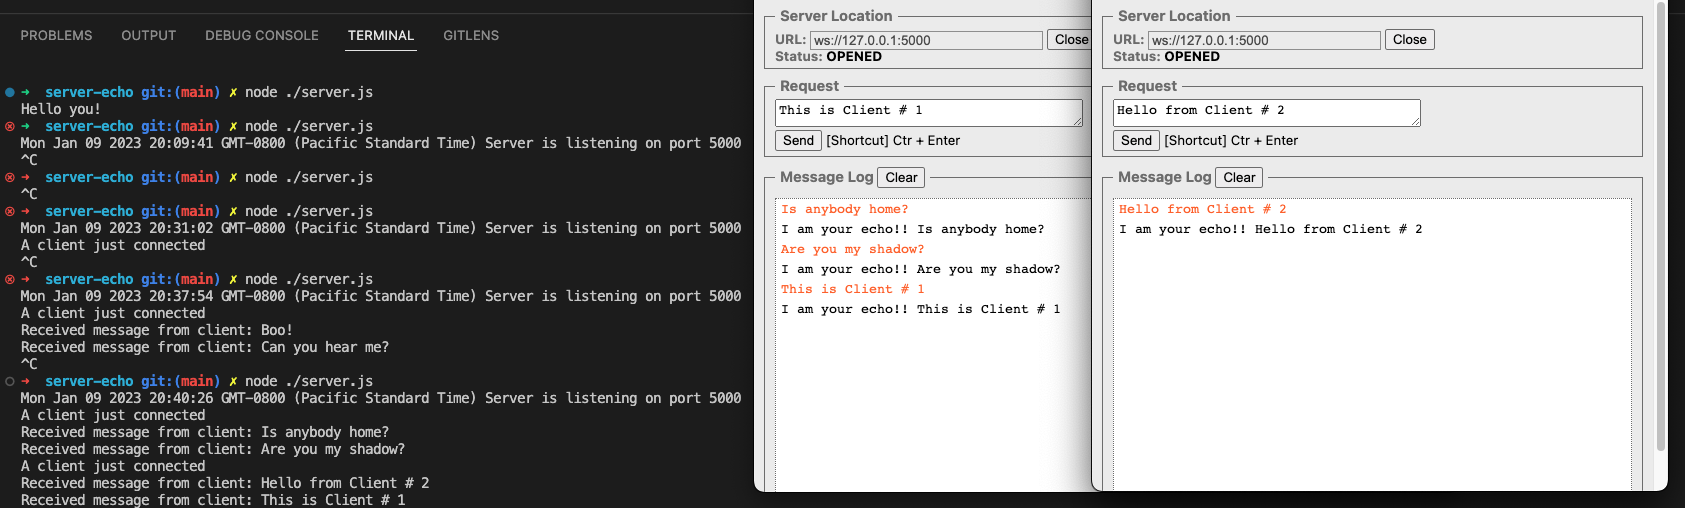 PROBLEMS OUTPUT DEBUG CONSOLE TERMINAL GITLENS
➜ server-echo git:(main) ✗ node ./server.js
Hello you!
➜ server-echo git:(main) ✗ node ./server.js
Mon Jan 09 2023 20:09:41 GMT-0800 (Pacific Standard Time) Server is listening on port 5000
^C
➜ server-echo git:(main) ✗ node ./server.js
^C
➜ server-echo git:(main) ✗ node ./server.js
Mon Jan 09 2023 20:31:02 GMT-0800 (Pacific Standard Time) Server is listening on port 5000
A client just connected
^C
➜ server-echo git:(main) ✗ node ./server.js
Mon Jan 09 2023 20:37:54 GMT-0800 (Pacific Standard Time) Server is listening on port 5000
A client just connected
Received message from client: Boo!
Received message from client: Can you hear me?
^C
➜ server-echo git:(main) ✗ node ./server.js
Mon Jan 09 2023 20:40:26 GMT-0800 (Pacific Standard Time) Server is listening on port 5000
A client just connected
Received message from client: Is anybody home?
Received message from client: Are you my shadow?
A client just connected
Received message from client: Hello from Client # 2
Received message from client: This is Client # 1
Server Location
URL: ws://127.0.0.1:5000 Close
Status: OPENED
Request
This is Client # 1
Send [Shortcut] Ctr + Enter
Message Log Clear
Is anybody home?
I am your echo!! Is anybody home?
Are you my shadow?
I am your echo!! Are you my shadow?
This is Client # 1
I am your echo!! This is Client # 1
Server Location
URL: ws://127.0.0.1:5000 Close
Status: OPENED
Request
Hello from Client # 2
Send [Shortcut] Ctr + Enter
Message Log Clear
Hello from Client # 2
I am your echo!! Hello from Client # 2